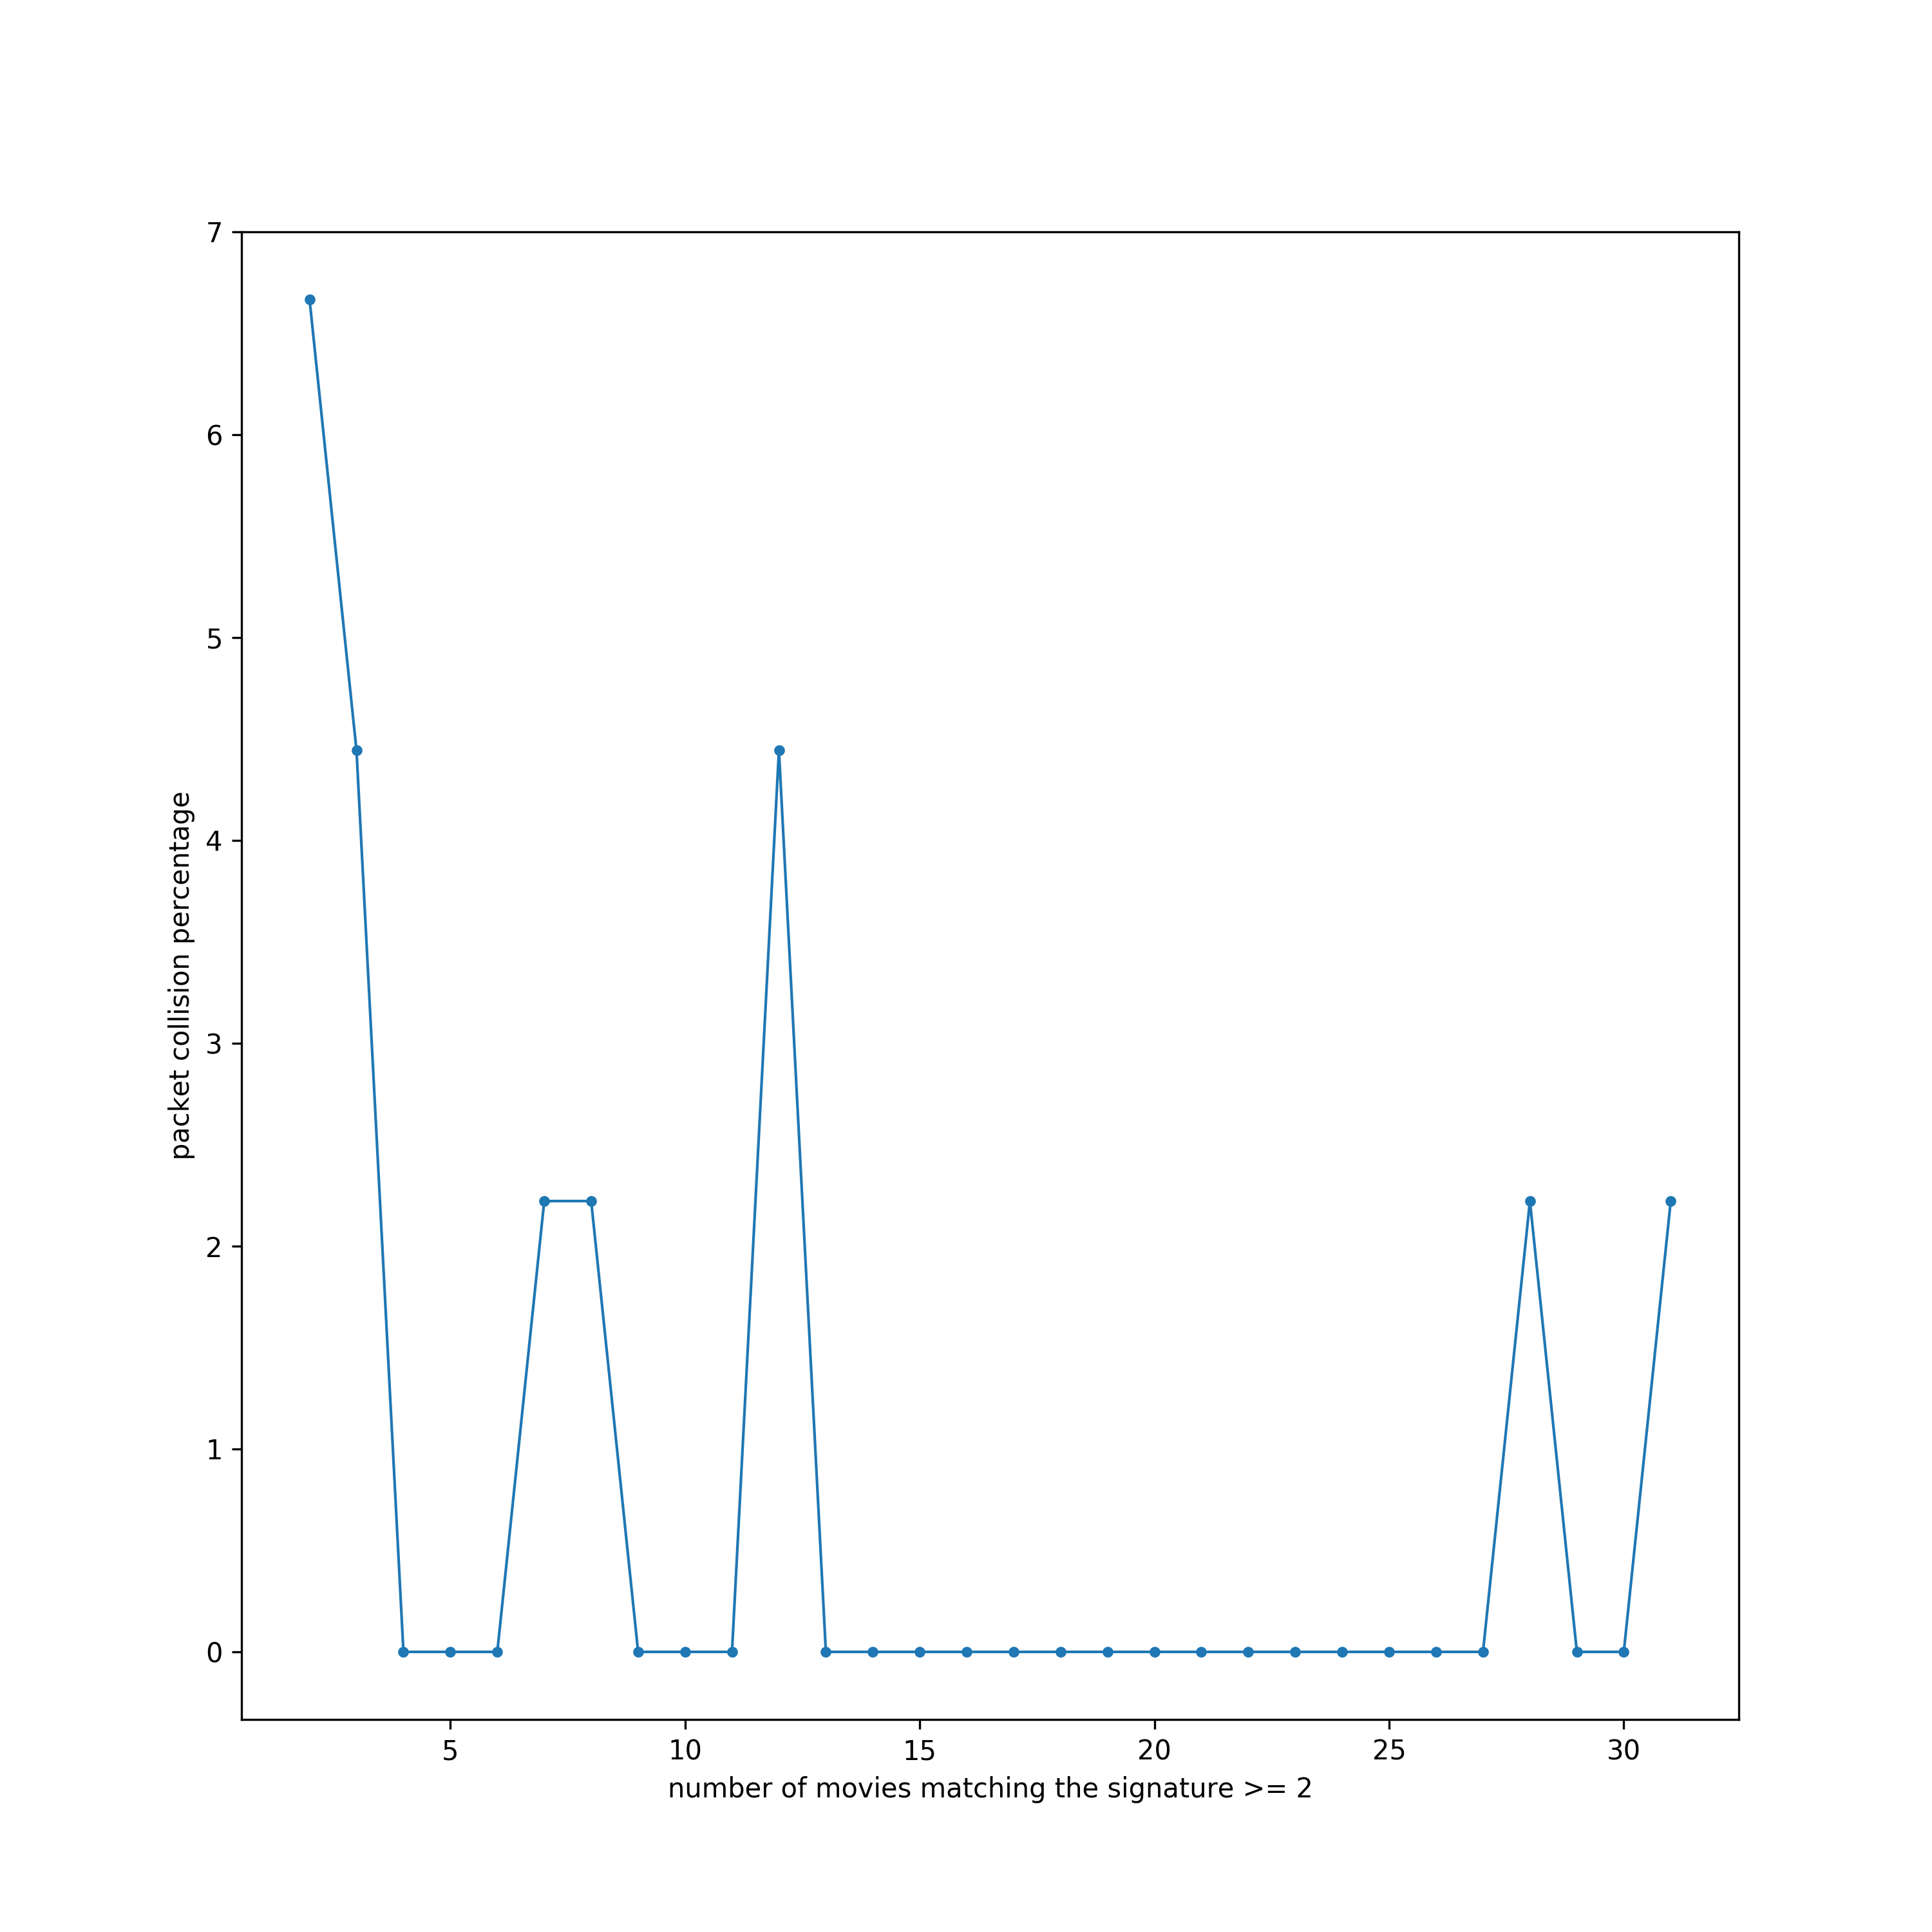 7
6
5
4
3
2
1
0
packet collision percentage
5 10 15 20 25 30
number of movies matching the signature >= 2